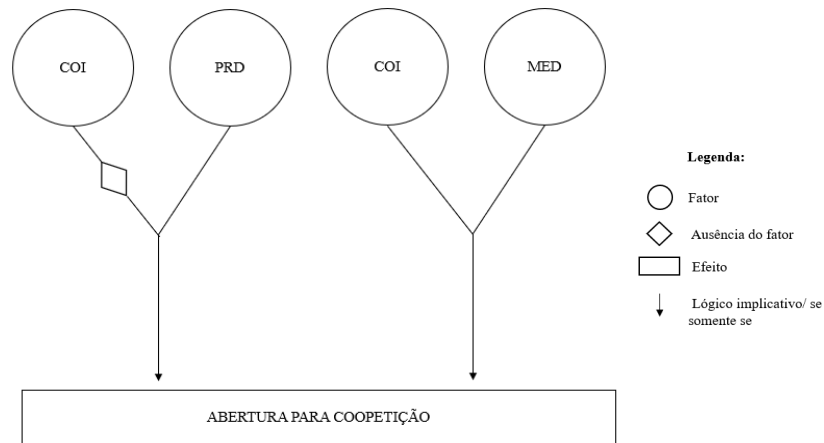 COI
PRD
COI
MED
Legenda:
Fator
Ausência do fator
Efeito
Lógico implicativo/ se
somente se
ABERTURA PARA COOPETIÇÃO